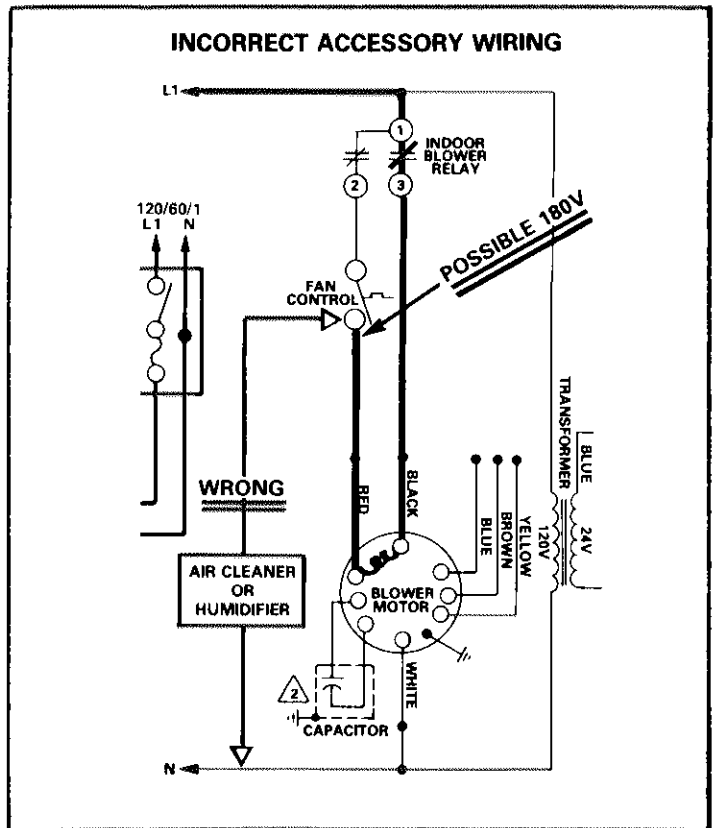 INCORRECT ACCESSORY WIRING
L1
1
INDOOR
BLOWER
RELAY
2
3
120/60/1
L1 N
POSSIBLE 180V
FAN
CONTROL
TRANSFORMER
BLUE
24V
120V
WRONG
RED
BLACK
BLUE
BROWN
YELLOW
AIR CLEANER
OR
HUMIDIFIER
BLOWER
MOTOR
WHITE
2
CAPACITOR
N